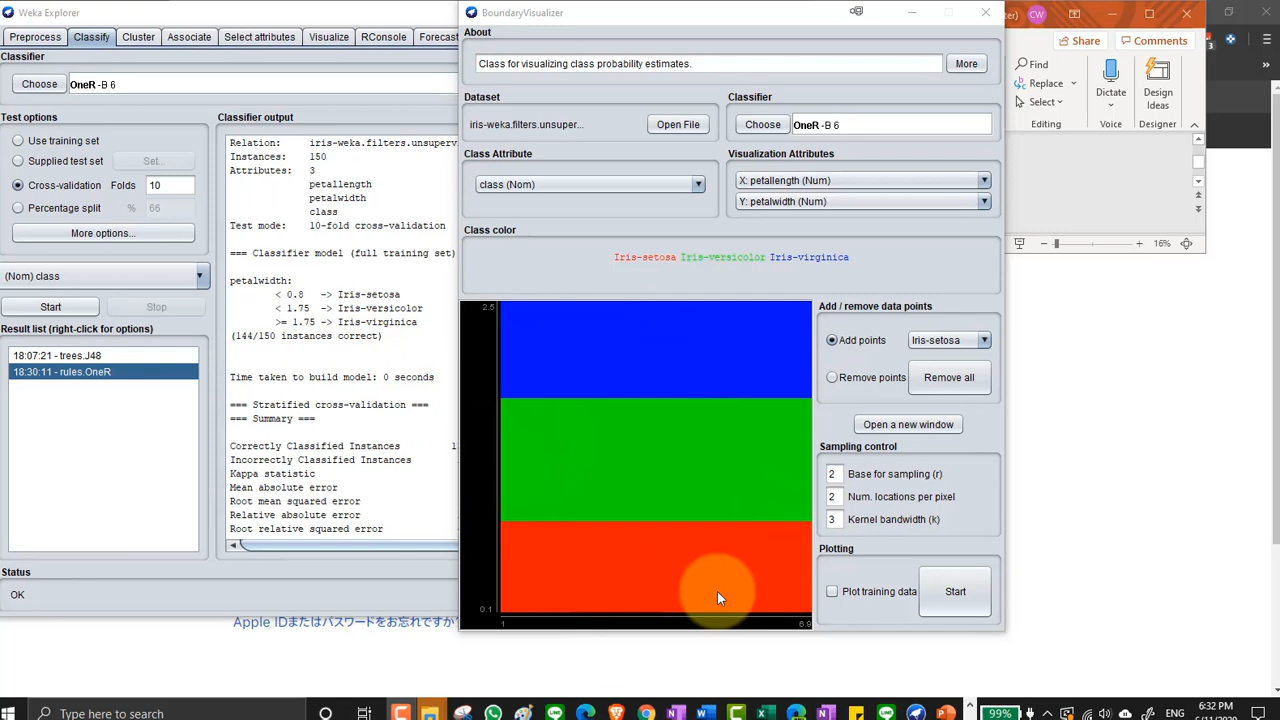 Weka Explorer
Preprocess Classify Cluster Associate Select attributes Visualize RConsole Forecast
Classifier
Choose OneR -B 6
Test options
Use training set
Supplied test set Set...
Cross-validation Folds 10
Percentage split % 66
More options...
(Nom) class
Start Stop
Result list (right-click for options)
18:07:21 - trees.J48
18:30:11 - rules.OneR
Classifier output
Relation: iris-weka.filters.unsuperv
Instances: 150
Attributes: 3
petallength
petalwidth
class
Test mode: 10-fold cross-validation
=== Classifier model (full training set)
petalwidth:
< 0.8 -> Iris-setosa
< 1.75 -> Iris-versicolor
>= 1.75 -> Iris-virginica
(144/150 instances correct)
Time taken to build model: 0 seconds
=== Stratified cross-validation ===
=== Summary ===
Correctly Classified Instances 1
Incorrectly Classified Instances
Kappa statistic
Mean absolute error
Root mean squared error
Relative absolute error
Root relative squared error
Status
OK
Apple IDまたはパスワードをお忘れですか
BoundaryVisualizer
About
Class for visualizing class probability estimates. More
Dataset
iris-weka.filters.unsuper... Open File
Classifier
Choose OneR -B 6
Class Attribute
class (Nom)
Visualization Attributes
X: petallength (Num)
Y: petalwidth (Num)
Class color
Iris-setosa Iris-versicolor Iris-virginica
2.5
0.1
1 6.9
Add / remove data points
Add points Iris-setosa
Remove points Remove all
Open a new window
Sampling control
2 Base for sampling (r)
2 Num. locations per pixel
3 Kernel bandwidth (k)
Plotting
Plot training data Start
CW
Share Comments
Find
Replace
Select
Editing
Dictate
Voice
Design
Ideas
Designer
16%
3
Type here to search
99%
ENG
6:32 PM